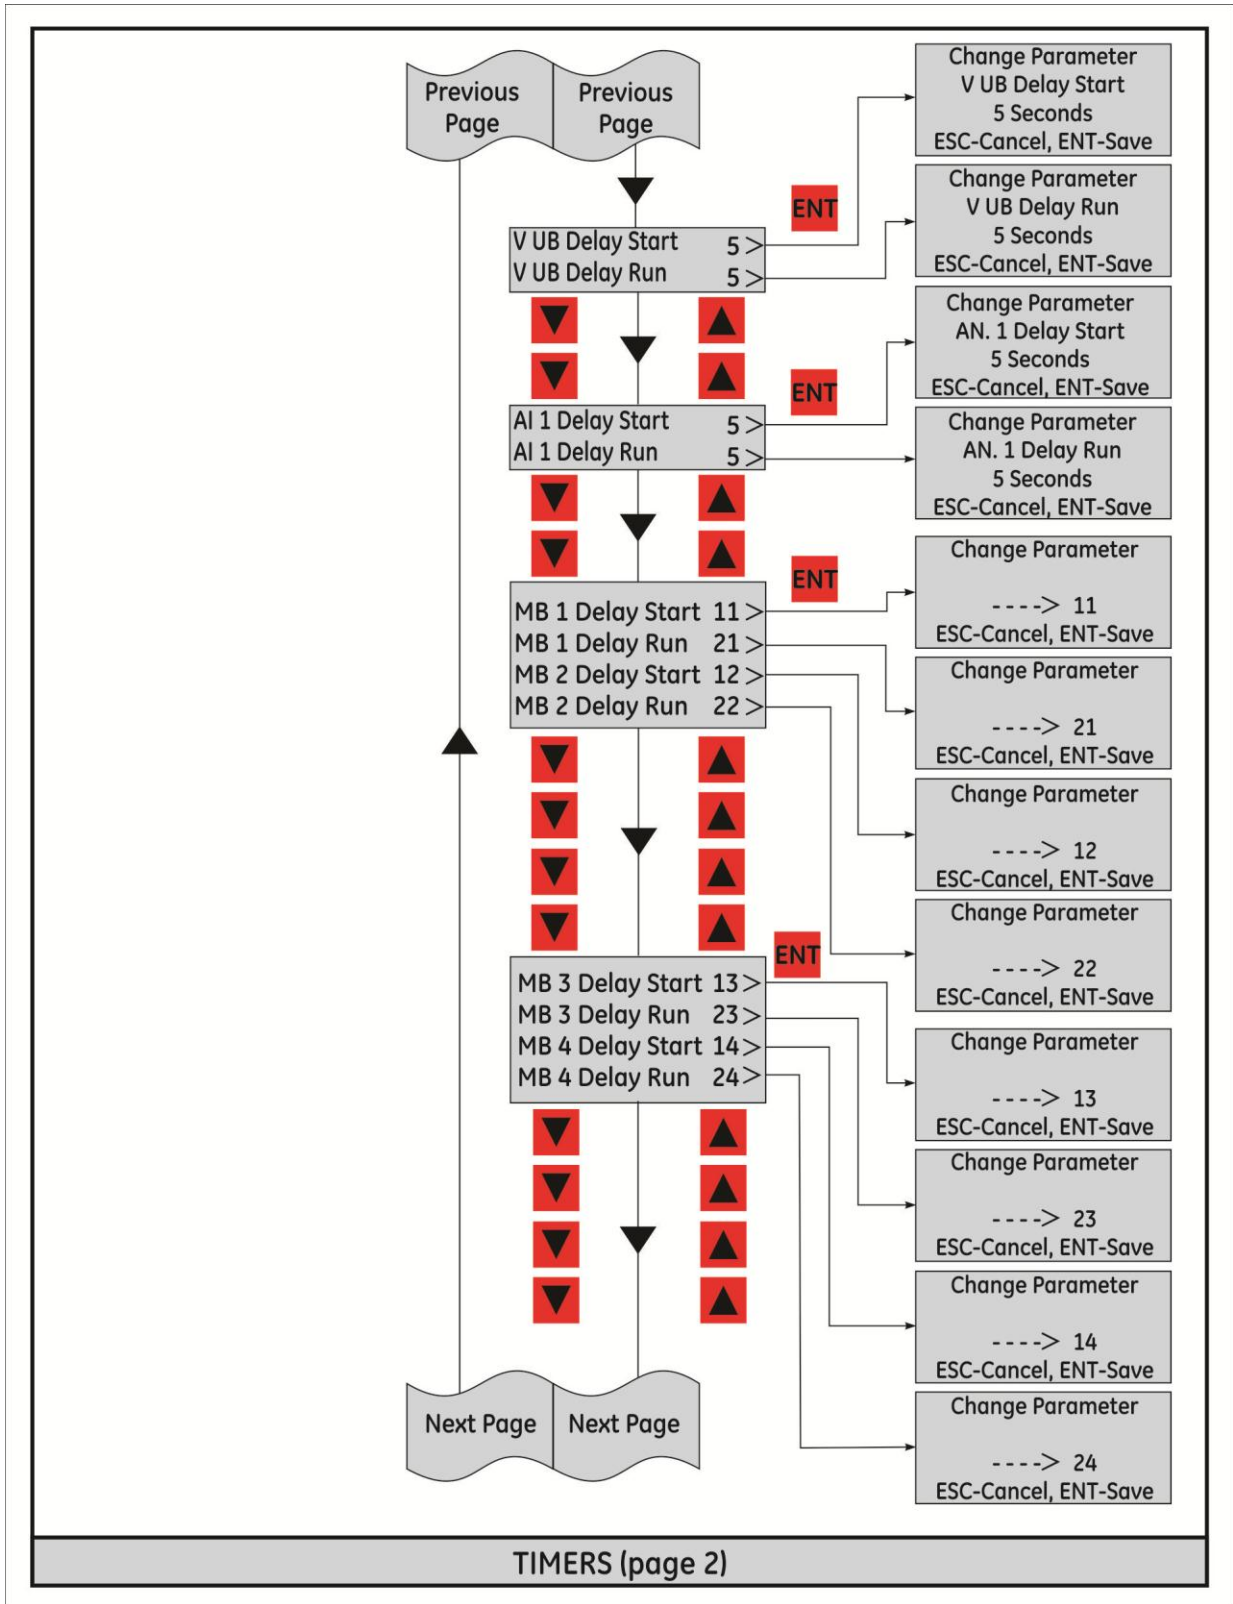 Previous
Page
Previous
Page
ENT
V UB Delay Start 5 >
V UB Delay Run 5 >
ENT
AI 1 Delay Start 5 >
AI 1 Delay Run 5 >
ENT
MB 1 Delay Start 11 >
MB 1 Delay Run 21 >
MB 2 Delay Start 12 >
MB 2 Delay Run 22 >
ENT
MB 3 Delay Start 13 >
MB 3 Delay Run 23 >
MB 4 Delay Start 14 >
MB 4 Delay Run 24 >
Next Page
Next Page
Change Parameter
V UB Delay Start
5 Seconds
ESC-Cancel, ENT-Save
Change Parameter
V UB Delay Run
5 Seconds
ESC-Cancel, ENT-Save
Change Parameter
AN. 1 Delay Start
5 Seconds
ESC-Cancel, ENT-Save
Change Parameter
AN. 1 Delay Run
5 Seconds
ESC-Cancel, ENT-Save
Change Parameter
----> 11
ESC-Cancel, ENT-Save
Change Parameter
----> 21
ESC-Cancel, ENT-Save
Change Parameter
----> 12
ESC-Cancel, ENT-Save
Change Parameter
----> 22
ESC-Cancel, ENT-Save
Change Parameter
----> 13
ESC-Cancel, ENT-Save
Change Parameter
----> 23
ESC-Cancel, ENT-Save
Change Parameter
----> 14
ESC-Cancel, ENT-Save
Change Parameter
----> 24
ESC-Cancel, ENT-Save
TIMERS (page 2)